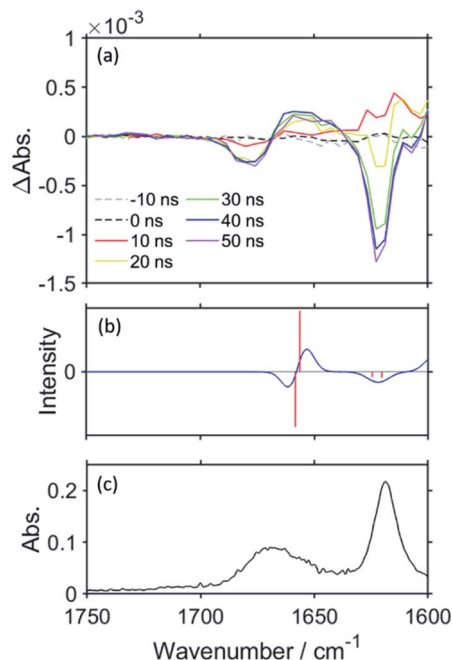 ×10⁻³
(a)
1
0.5
0
-0.5
-1
-1.5
ΔAbs.
-10 ns
0 ns
10 ns
20 ns
30 ns
40 ns
50 ns
(b)
Intensity
0
(c)
Abs.
0.2
0.1
0
1750 1700 1650 1600
Wavenumber / cm⁻¹